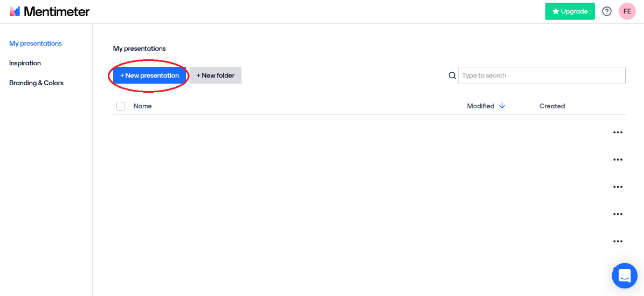 Mentimeter
Upgrade
FE
My presentations
Inspiration
Branding & Colors
My presentations
+ New presentation
+ New folder
Type to search
Name
Modified
Created